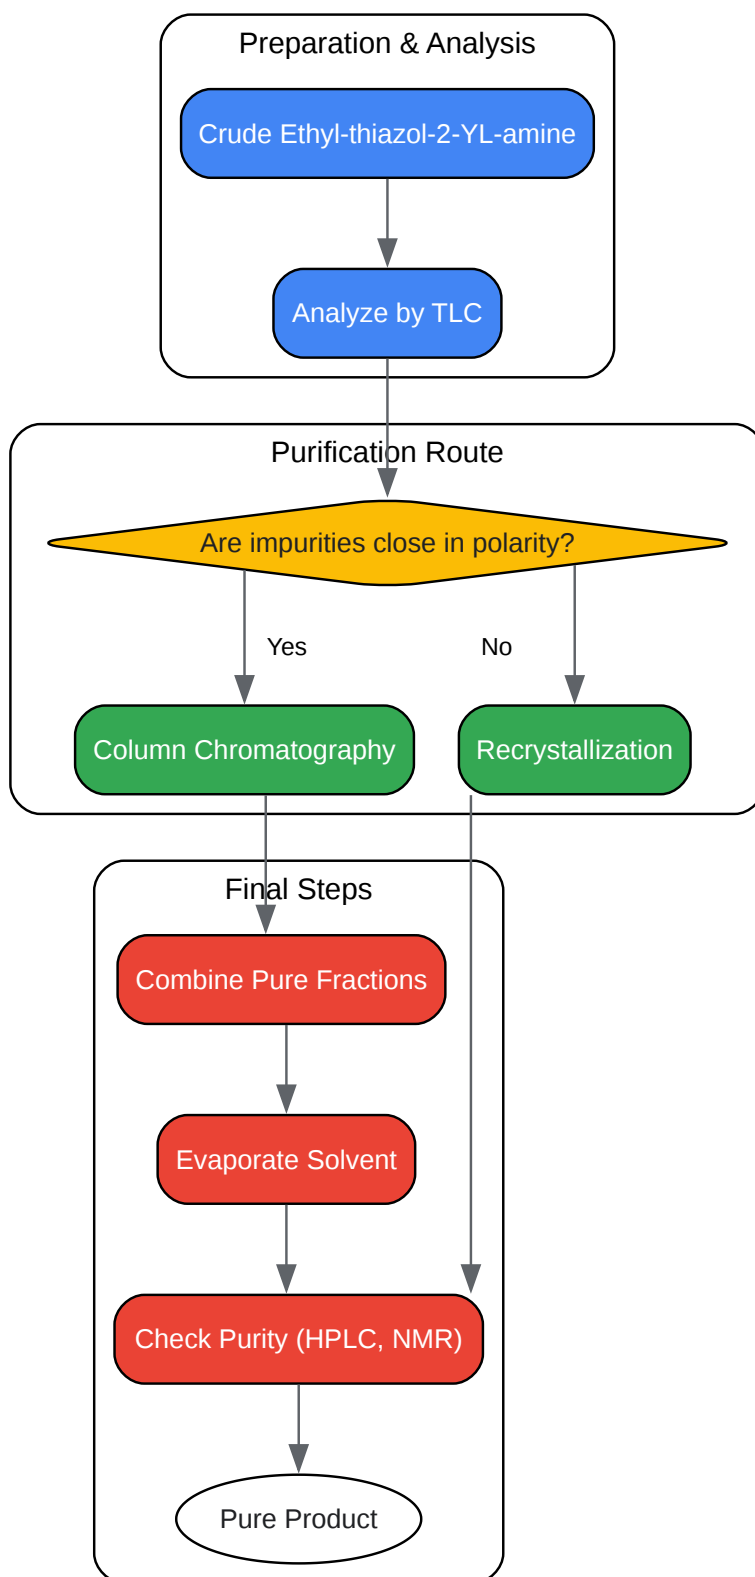 Preparation & Analysis
Crude Ethyl-thiazol-2-YL-amine
Analyze by TLC
Purification Route
Are impurities close in polarity?
Yes
No
Column Chromatography
Recrystallization
Final Steps
Combine Pure Fractions
Evaporate Solvent
Check Purity (HPLC, NMR)
Pure Product